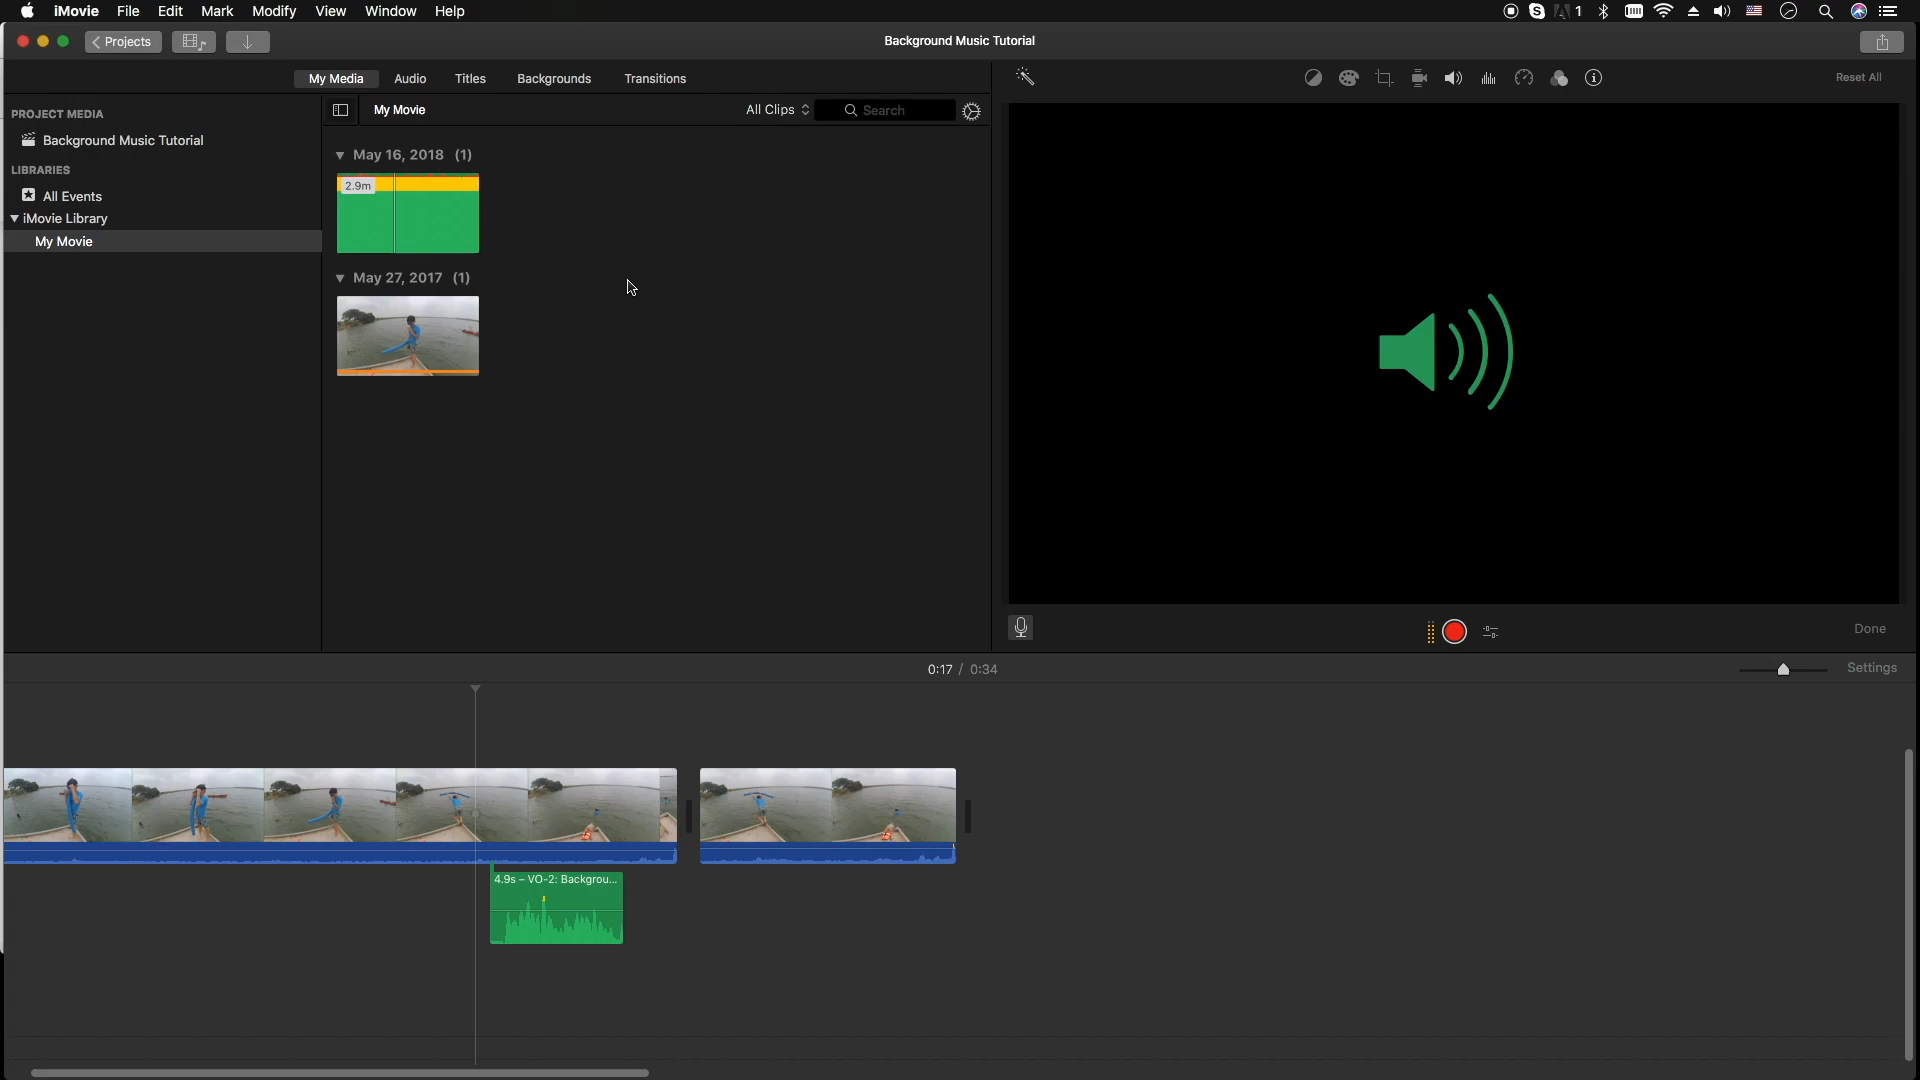 iMovie File Edit Mark Modify View Window Help
1
Projects
Background Music Tutorial
My Media Audio Titles Backgrounds Transitions
Reset All
PROJECT MEDIA
Background Music Tutorial
LIBRARIES
All Events
iMovie Library
My Movie
My Movie
All Clips
Search
May 16, 2018 (1)
2.9m
May 27, 2017 (1)
Done
0:17 / 0:34
Settings
4.9s – VO-2: Backgrou...